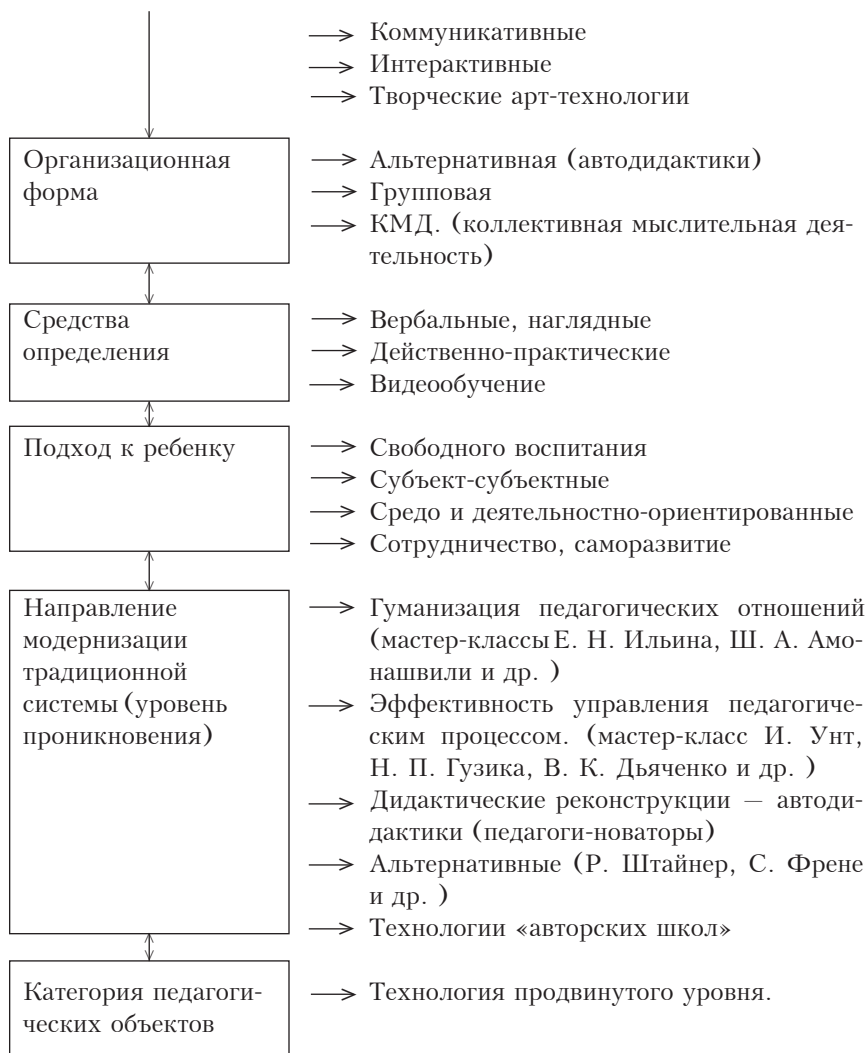 Коммуникативные
Интерактивные
Творческие арт-технологии
Организационная
форма
Альтернативная (автодидактики)
Групповая
КМД. (коллективная мыслительная дея-
тельность)
Средства
определения
Вербальные, наглядные
Действенно-практические
Видеообучение
Подход к ребенку
Свободного воспитания
Субъект-субъектные
Средо и деятельностно-ориентированные
Сотрудничество, саморазвитие
Направление
модернизации
традиционной
системы (уровень
проникновения)
Гуманизация педагогических отношений
(мастер-классы Е. Н. Ильина, Ш. А. Амо-
нашвили и др. )
Эффективность управления педагогиче-
ским процессом. (мастер-класс И. Унт,
Н. П. Гузика, В. К. Дьяченко и др. )
Дидактические реконструкции — автоди-
дактики (педагоги-новаторы)
Альтернативные (Р. Штайнер, С. Френе
и др. )
Технологии «авторских школ»
Категория педагоги-
ческих объектов
Технология продвинутого уровня.